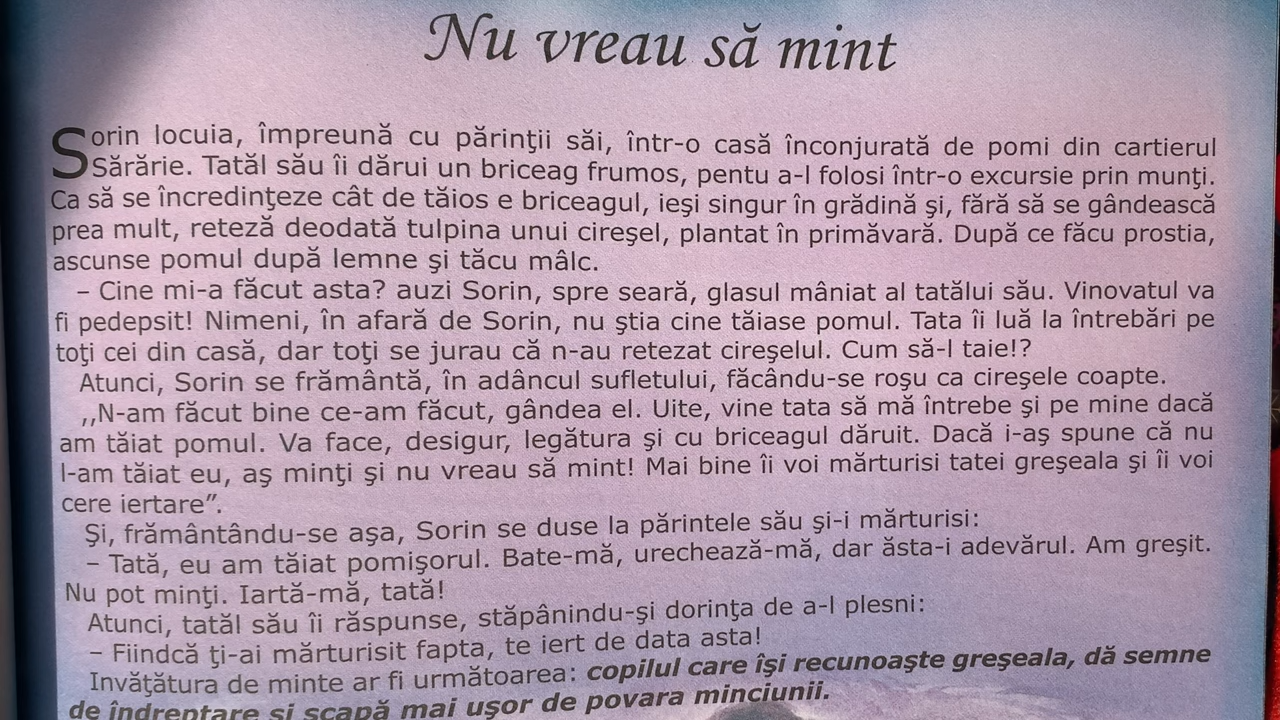 Nu vreau să mint
Sorin locuia, împreună cu părinţii săi, într-o casă înconjurată de pomi din cartierul
Sărărie. Tatăl său îi dărui un briceag frumos, pentu a-l folosi într-o excursie prin munţi.
Ca să se încredinţeze cât de tăios e briceagul, ieşi singur în grădină şi, fără să se gândească
prea mult, reteză deodată tulpina unui cireşel, plantat în primăvară. După ce făcu prostia,
ascunse pomul după lemne şi tăcu mâlc.
– Cine mi-a făcut asta? auzi Sorin, spre seară, glasul mâniat al tatălui său. Vinovatul va
fi pedepsit! Nimeni, în afară de Sorin, nu ştia cine tăiase pomul. Tata îi luă la întrebări pe
toţi cei din casă, dar toţi se jurau că n-au retezat cireşelul. Cum să-l taie!?
Atunci, Sorin se frământă, în adâncul sufletului, făcându-se roşu ca cireşele coapte.
,,N-am făcut bine ce-am făcut, gândea el. Uite, vine tata să mă întrebe şi pe mine dacă
am tăiat pomul. Va face, desigur, legătura şi cu briceagul dăruit. Dacă i-aş spune că nu
l-am tăiat eu, aş minţi şi nu vreau să mint! Mai bine îi voi mărturisi tatei greşeala şi îi voi
cere iertare”.
Şi, frământându-se aşa, Sorin se duse la părintele său şi-i mărturisi:
– Tată, eu am tăiat pomişorul. Bate-mă, urechează-mă, dar ăsta-i adevărul. Am greşit.
Nu pot minţi. Iartă-mă, tată!
Atunci, tatăl său îi răspunse, stăpânindu-şi dorinţa de a-l plesni:
– Fiindcă ţi-ai mărturisit fapta, te iert de data asta!
Invăţătura de minte ar fi următoarea: copilul care îşi recunoaşte greşeala, dă semne
de îndreptare şi scapă mai uşor de povara minciunii.